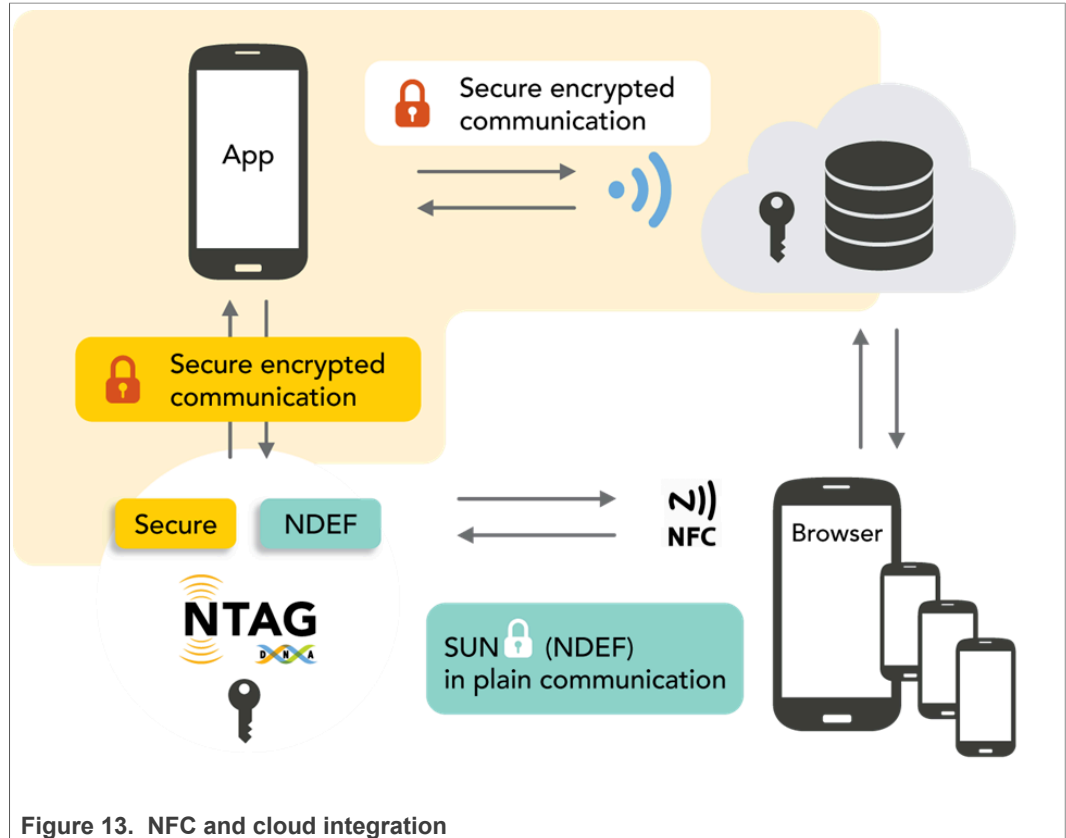 Secure encrypted
communication
App
Secure encrypted
communication
Secure
NDEF
NTAG
DNA
NFC
Browser
SUN (NDEF)
in plain communication
Figure 13. NFC and cloud integration